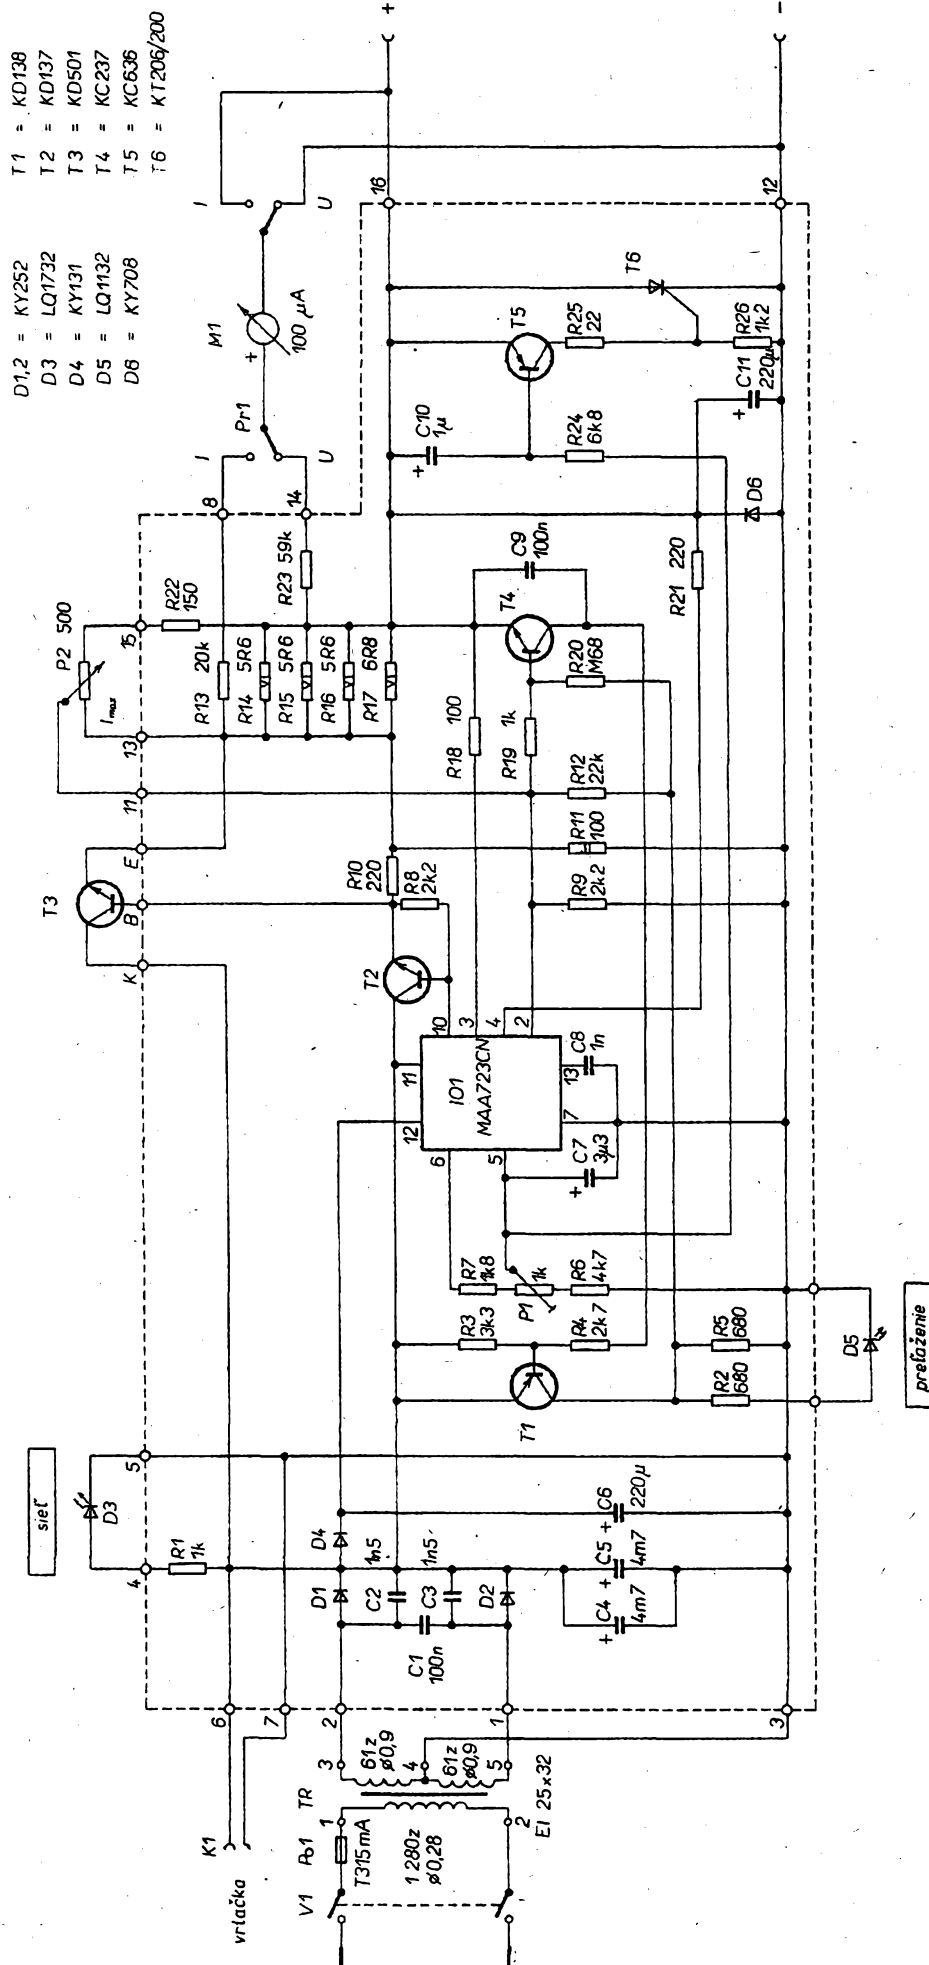 D1,2 = KY252
D3 = LQ1732
D4 = KY131
D5 = LQ1132
D6 = KY708
T1 = KD138
T2 = KD137
T3 = KD501
T4 = KC237
T5 = KC636
T6 = KT206/200
sieť
D3
4
5
R1
1k
K1
vŕtačka
6
7
V1
Po1
T315mA
1280z
ø0,28
TR
1
2
3
4
5
61z
ø0,9
61z
ø0,9
EI 25x32
2
1
3
D1
D4
C2
1n5
C3
1n5
C1
100n
D2
C4
4m7
+
C5
4m7
+
C6
220μ
+
T1
R3
3k3
R4
2k7
R2
680
R5
680
D5
preťaženie
R7
1k8
P1
1k
R6
4k7
IO1
MAA723CN
12
11
10
6
5
3
4
2
7
13
C7
3μ3
+
C8
1n
T2
T3
K
B
E
R10
220
R8
2k2
R9
2k2
R11
100
R12
22k
11
13
15
P2 500
Imax
R22
150
R13 20k
R14 5R6
R15 5R6
R16 5R6
R17 6R8
R18 100
R19 1k
R20
M68
T4
C9
100n
R23 59k
R21 220
8
14
D6
I
U
Pr1
M1
+
100 μA
I
U
C10
1μ
+
R24
6k8
T5
R25
22
R26
1k2
C11
220μ
+
T6
16
12
+
-